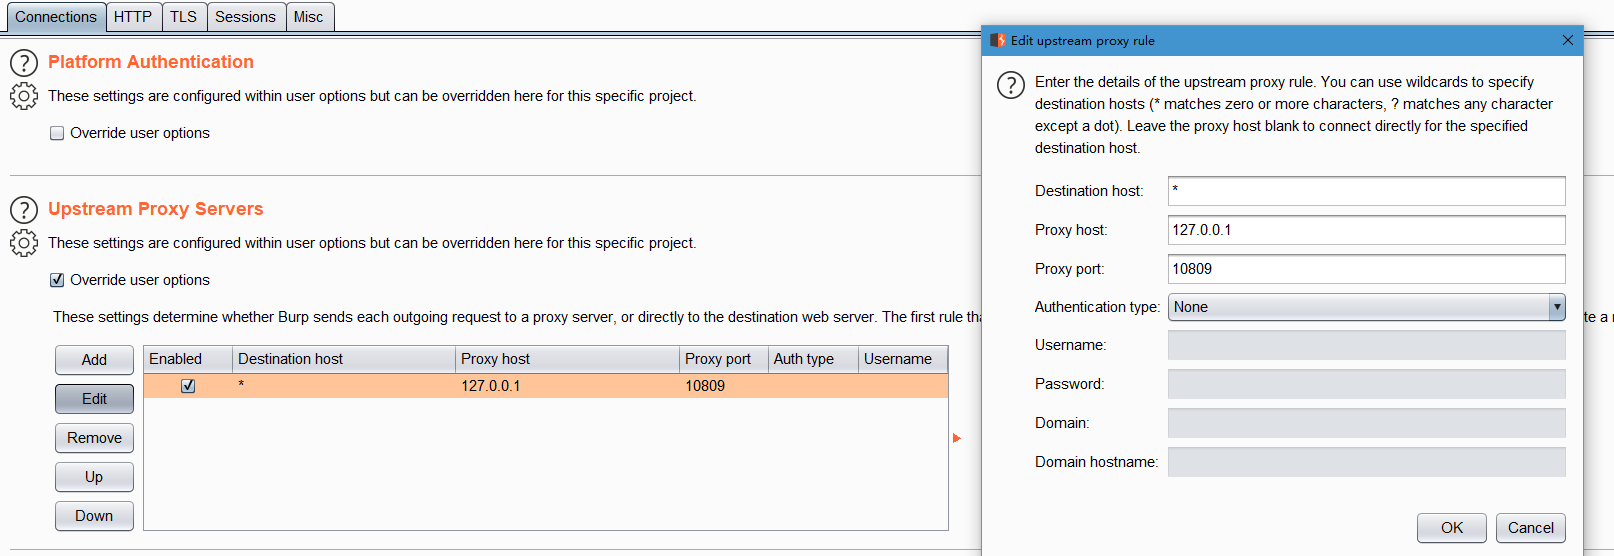 Connections HTTP TLS Sessions Misc
Platform Authentication
These settings are configured within user options but can be overridden here for this specific project.
Override user options
Upstream Proxy Servers
These settings are configured within user options but can be overridden here for this specific project.
Override user options
These settings determine whether Burp sends each outgoing request to a proxy server, or directly to the destination web server. The first rule tha
te a r
Add
Edit
Remove
Up
Down
Enabled Destination host Proxy host Proxy port Auth type Username
* 127.0.0.1 10809
Edit upstream proxy rule
Enter the details of the upstream proxy rule. You can use wildcards to specify
destination hosts (* matches zero or more characters, ? matches any character
except a dot). Leave the proxy host blank to connect directly for the specified
destination host.
Destination host: *
Proxy host: 127.0.0.1
Proxy port: 10809
Authentication type: None
Username:
Password:
Domain:
Domain hostname:
OK Cancel